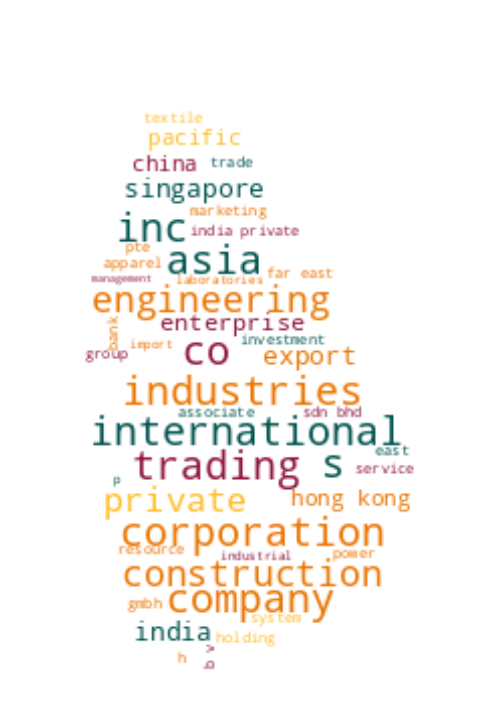 textile
pacific
china trade
singapore
marketing
inc india private
pte
asia
apparel
far east
management laboratories
engineering
enterprise
bank
investment
import
co
group
export
industries
associate sdn bhd
international
east
trading s
service
p
private
hong kong
corporation
resource
industrial
power
construction
gmbh company
system
india
holding
h
b v